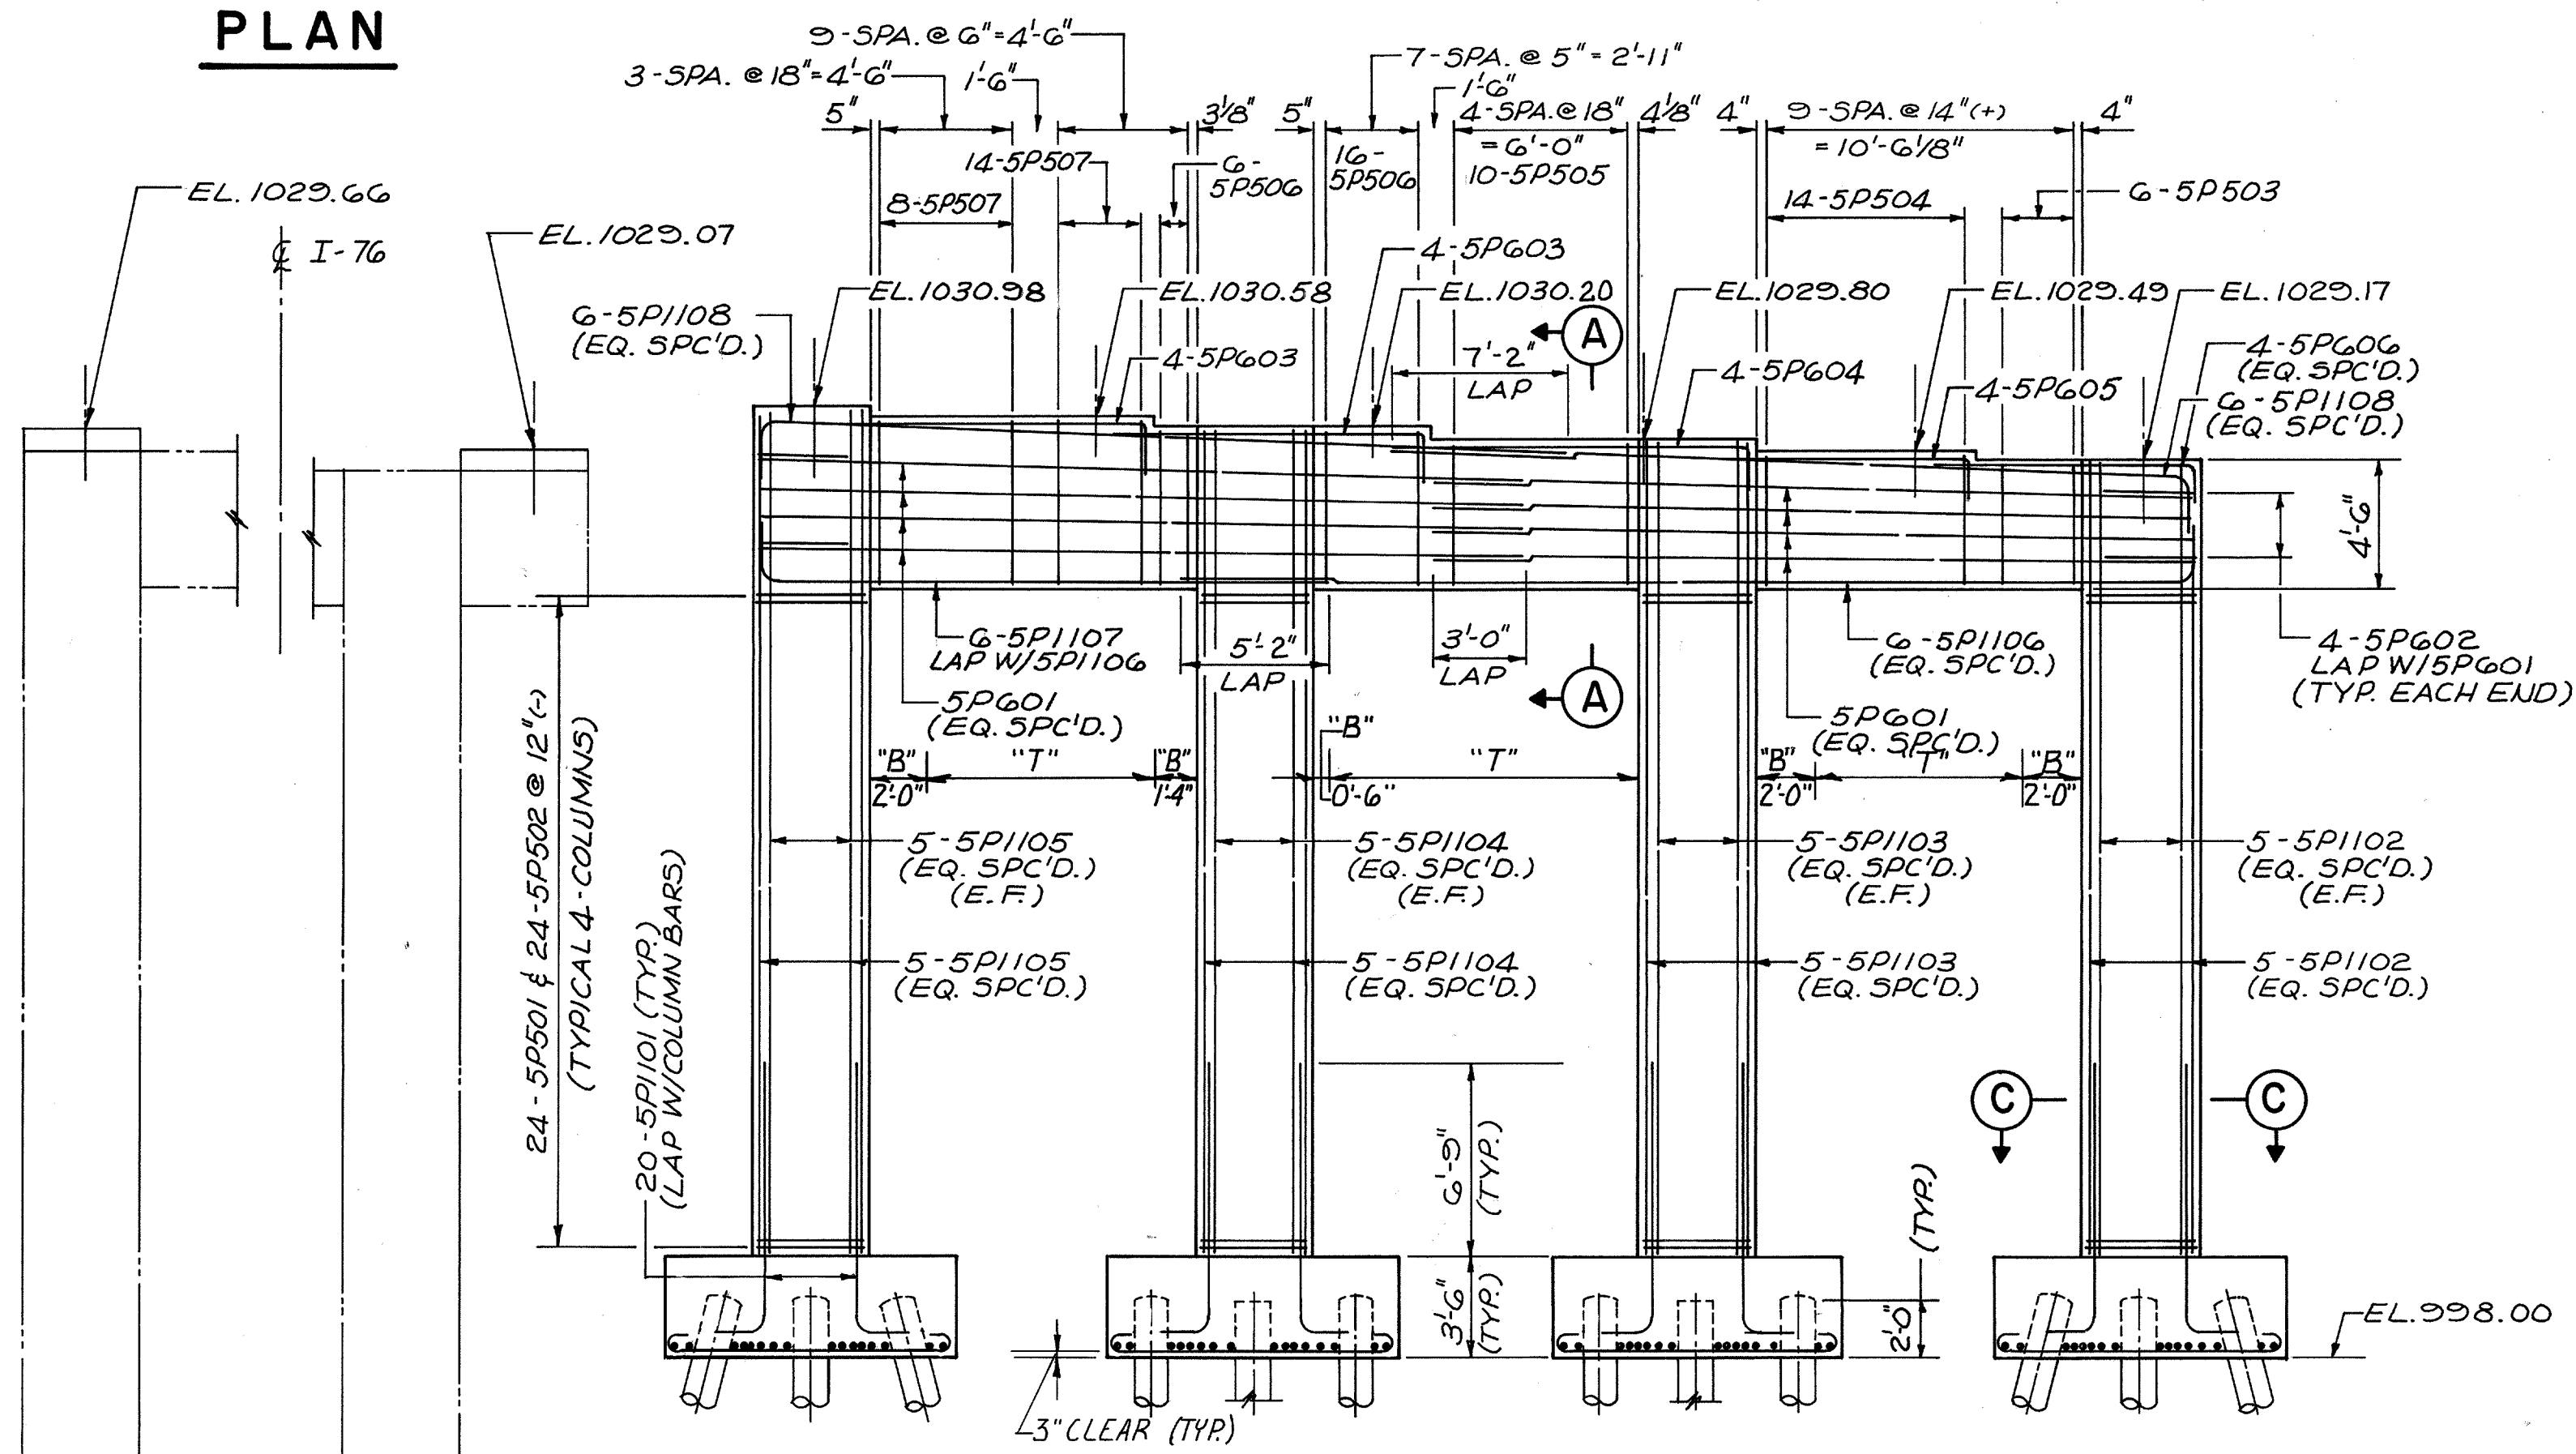 PLAN
9-SPA. @ 6"=4'-6"
3-SPA. @ 18"=4'-6"
1'-6"
7-SPA. @ 5"=2'-11"
1'-6"
5"
3 1/8"
5"
4-SPA. @ 18"
= 6'-0"
4 1/8"
4"
9-SPA. @ 14"(+)
= 10'-6 1/8"
4"
14-5P507
6-
5P506
16-
5P506
10-5P505
8-5P507
14-5P504
6-5P503
EL. 1029.66
℄ I-76
EL. 1029.07
4-5P603
EL. 1030.98
EL. 1030.58
EL. 1030.20
EL. 1029.80
EL. 1029.49
EL. 1029.17
6-5P1108
(EQ. SPC'D.)
4-5P603
A
7'-2"
LAP
4-5P604
4-5P605
4-5P606
(EQ. SPC'D.)
6-5P1108
(EQ. SPC'D.)
4'-6"
6-5P1107
LAP W/5P1106
5'-2"
LAP
3'-0"
LAP
A
6-5P1106
(EQ. SPC'D.)
4-5P602
LAP W/5P601
(TYP. EACH END)
5P601
(EQ. SPC'D.)
5P601
(EQ. SPC'D.)
"B"
2'-0"
"T"
"B"
1'-4"
"B"
0'-6"
"T"
"B"
2'-0"
"T"
"B"
2'-0"
24-5P501 & 24-5P502 @ 12"(-)
(TYPICAL 4-COLUMNS)
20-5P1101 (TYP.)
(LAP W/COLUMN BARS)
5-5P1105
(EQ. SPC'D.)
(E.F.)
5-5P1104
(EQ. SPC'D.)
(E.F.)
5-5P1103
(EQ. SPC'D.)
(E.F.)
5-5P1102
(EQ. SPC'D.)
(E.F.)
5-5P1105
(EQ. SPC'D.)
5-5P1104
(EQ. SPC'D.)
5-5P1103
(EQ. SPC'D.)
5-5P1102
(EQ. SPC'D.)
C
C
6'-9"
(TYP.)
3'-6"
(TYP.)
2'-0"
(TYP.)
EL. 998.00
3" CLEAR (TYP.)